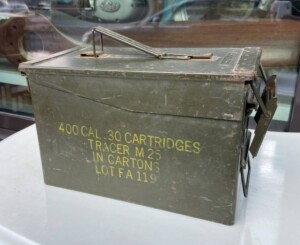 400 CAL .30 CARTRIDGES
TRACER M 25
IN CARTONS
LOT FA 119